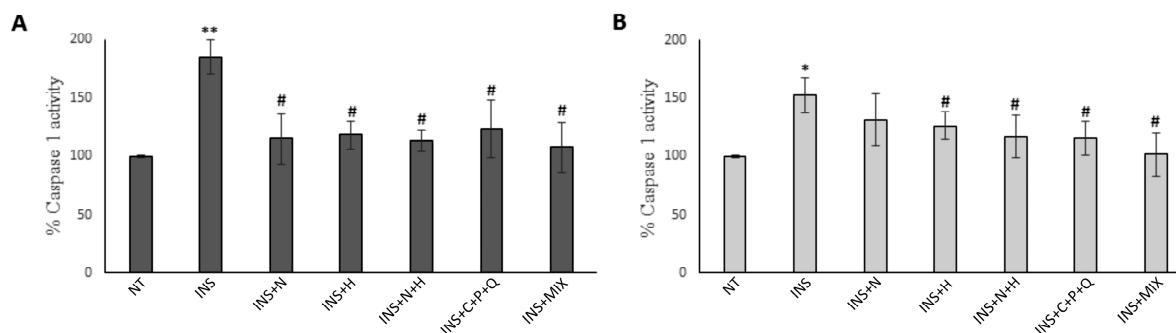 A
% Caspase 1 activity
200
150
100
50
0
**
#
#
#
#
#
NT
INS
INS+N
INS+H
INS+N+H
INS+C+P+Q
INS+MIX
B
% Caspase 1 activity
200
150
100
50
0
*
#
#
#
#
NT
INS
INS+N
INS+H
INS+N+H
INS+C+P+Q
INS+MIX